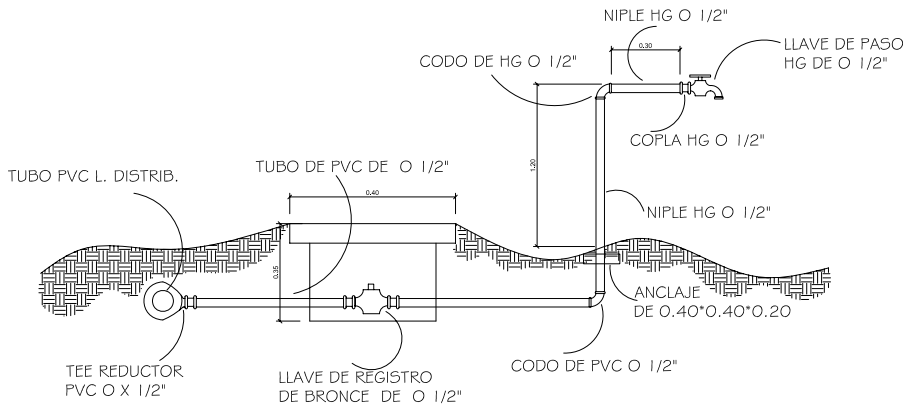 NIPLE HG O 1/2"
LLAVE DE PASO
HG DE O 1/2"
0.30
CODO DE HG O 1/2"
COPLA HG O 1/2"
1.20
TUBO DE PVC DE O 1/2"
TUBO PVC L. DISTRIB.
0.40
NIPLE HG O 1/2"
0.35
ANCLAJE
DE 0.40*0.40*0.20
TEE REDUCTOR
PVC O X 1/2"
LLAVE DE REGISTRO
DE BRONCE DE O 1/2"
CODO DE PVC O 1/2"